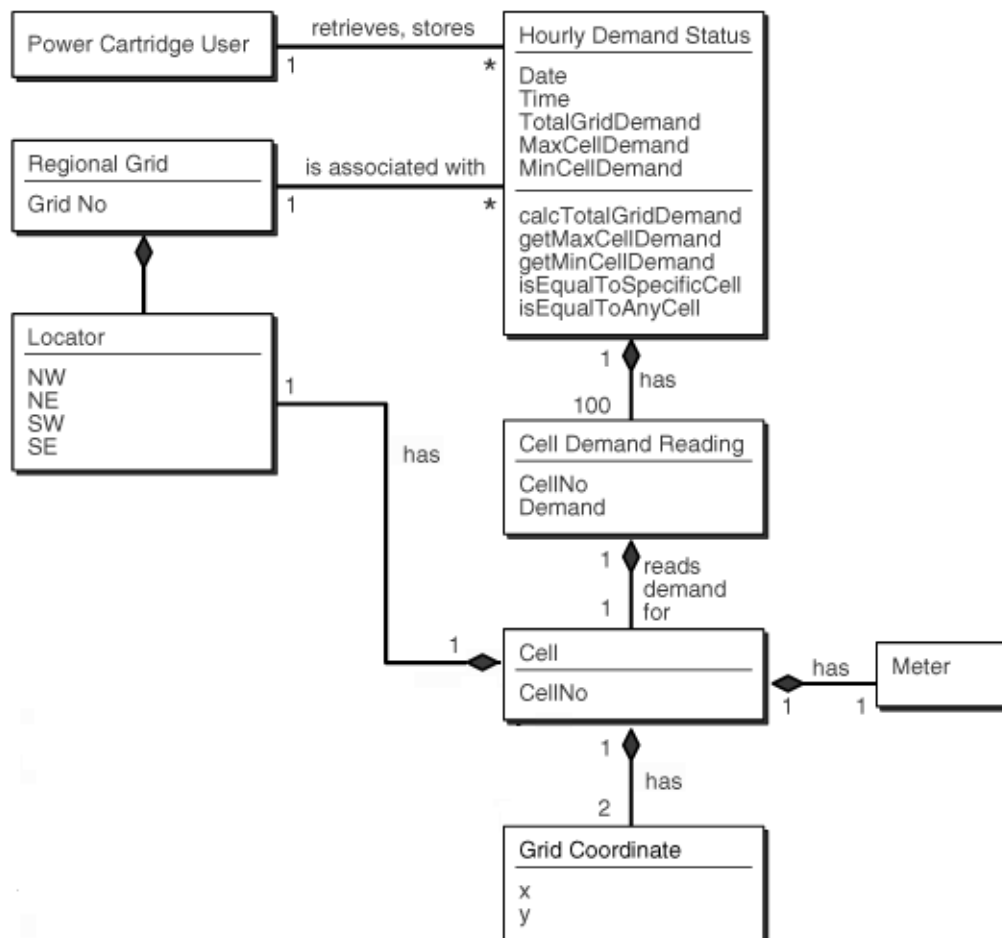 Power Cartridge User
retrieves, stores
1
*
Hourly Demand Status
Date
Time
TotalGridDemand
MaxCellDemand
MinCellDemand
calcTotalGridDemand
getMaxCellDemand
getMinCellDemand
isEqualToSpecificCell
isEqualToAnyCell
Regional Grid
Grid No
is associated with
1
*
Locator
NW
NE
SW
SE
1
has
1
1
has
100
Cell Demand Reading
CellNo
Demand
1
reads
demand
for
1
Cell
CellNo
has
1
1
Meter
1
has
2
Grid Coordinate
x
y